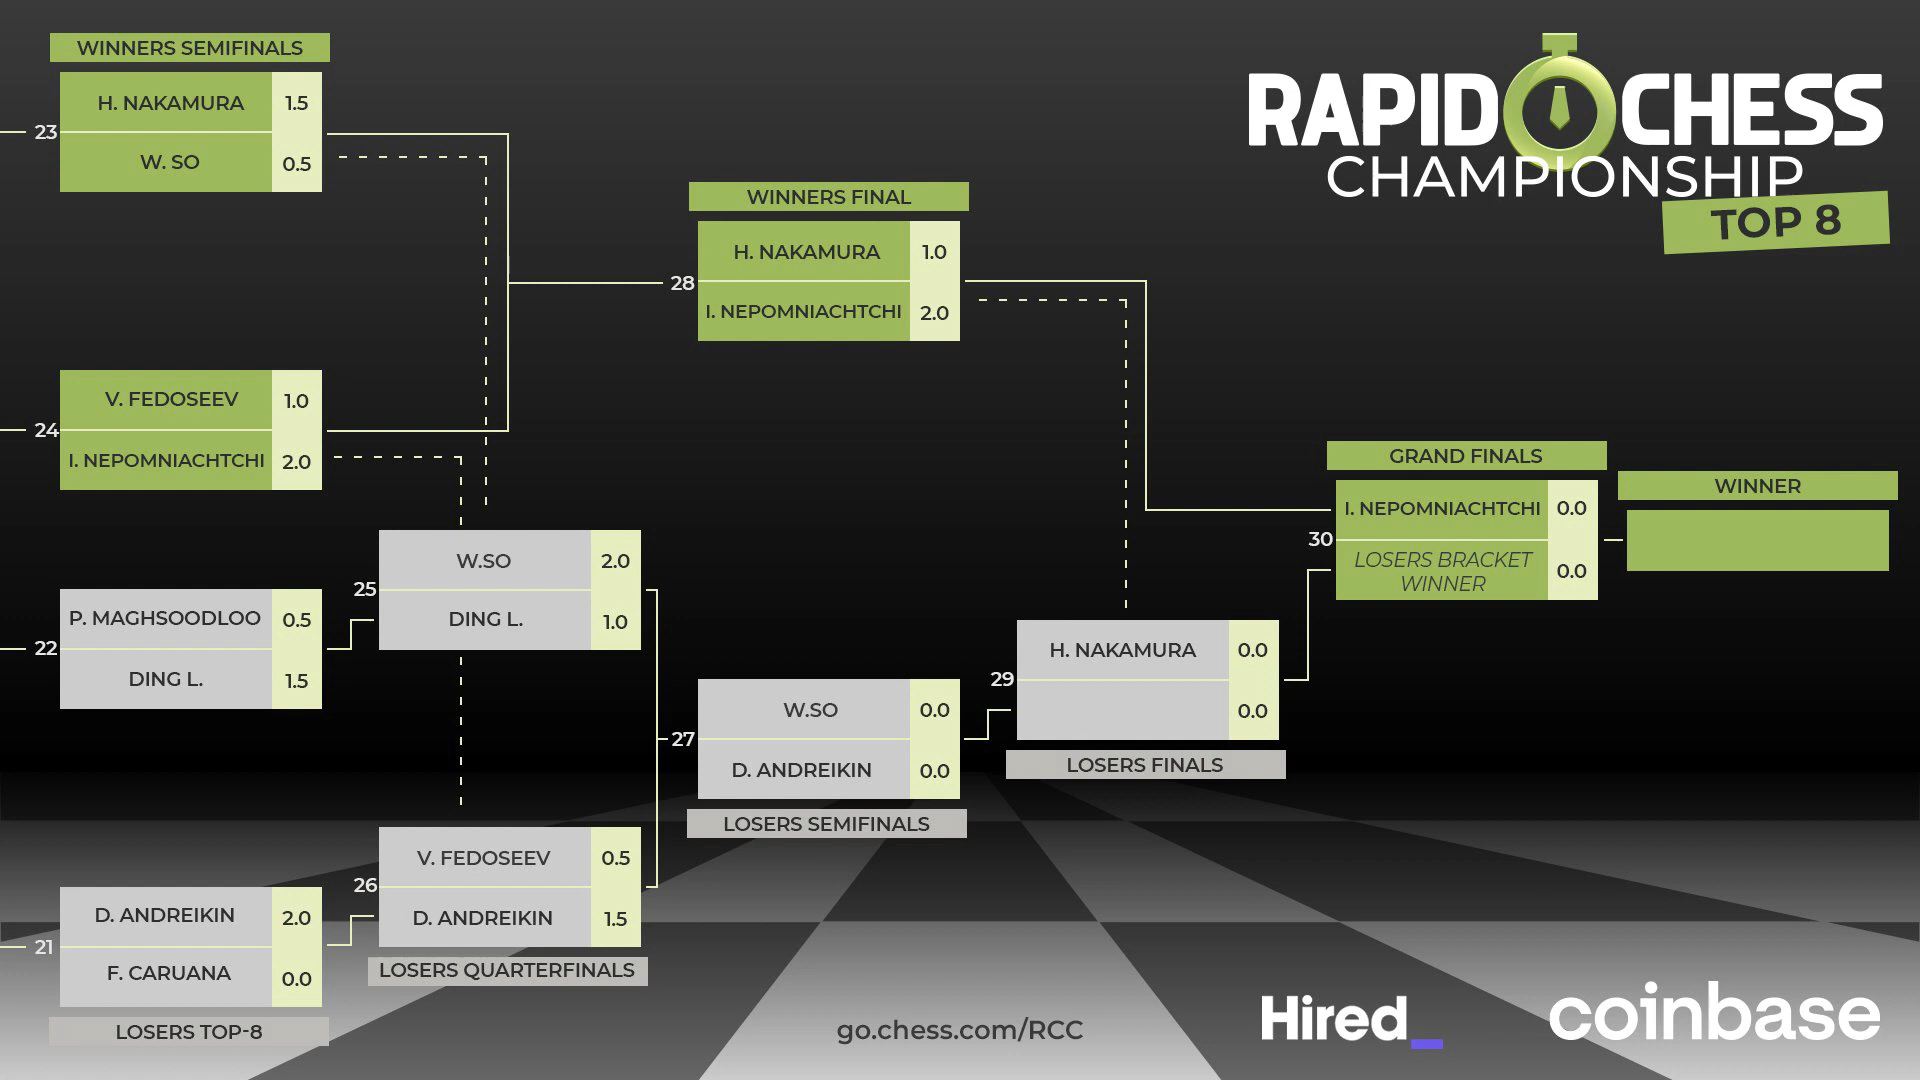 WINNERS SEMIFINALS
23
H. NAKAMURA 1.5
W. SO 0.5
24
V. FEDOSEEV 1.0
I. NEPOMNIACHTCHI 2.0
22
P. MAGHSOODLOO 0.5
DING L. 1.5
21
D. ANDREIKIN 2.0
F. CARUANA 0.0
LOSERS TOP-8
25
W.SO 2.0
DING L. 1.0
26
V. FEDOSEEV 0.5
D. ANDREIKIN 1.5
LOSERS QUARTERFINALS
WINNERS FINAL
28
H. NAKAMURA 1.0
I. NEPOMNIACHTCHI 2.0
27
W.SO 0.0
D. ANDREIKIN 0.0
LOSERS SEMIFINALS
29
H. NAKAMURA 0.0
0.0
LOSERS FINALS
RAPID CHESS
CHAMPIONSHIP
TOP 8
GRAND FINALS
30
I. NEPOMNIACHTCHI 0.0
LOSERS BRACKET
WINNER 0.0
WINNER
go.chess.com/RCC
Hired_
coinbase